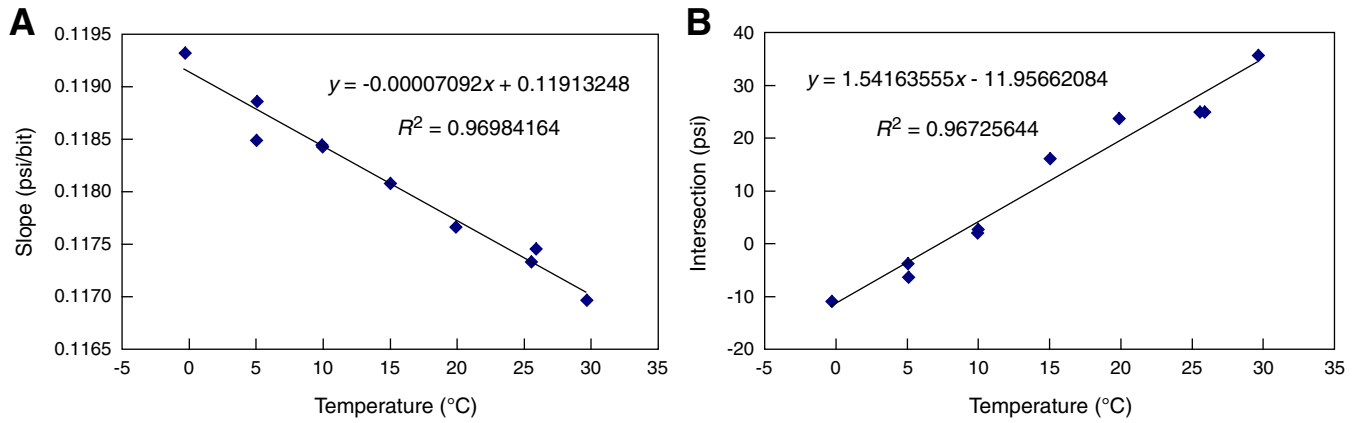 A
0.1195
0.1190
0.1185
0.1180
0.1175
0.1170
0.1165
Slope (psi/bit)
y = -0.00007092x + 0.11913248
R² = 0.96984164
-5 0 5 10 15 20 25 30 35
Temperature (°C)
B
40
30
20
10
0
-10
-20
Intersection (psi)
y = 1.54163555x - 11.95662084
R² = 0.96725644
-5 0 5 10 15 20 25 30 35
Temperature (°C)